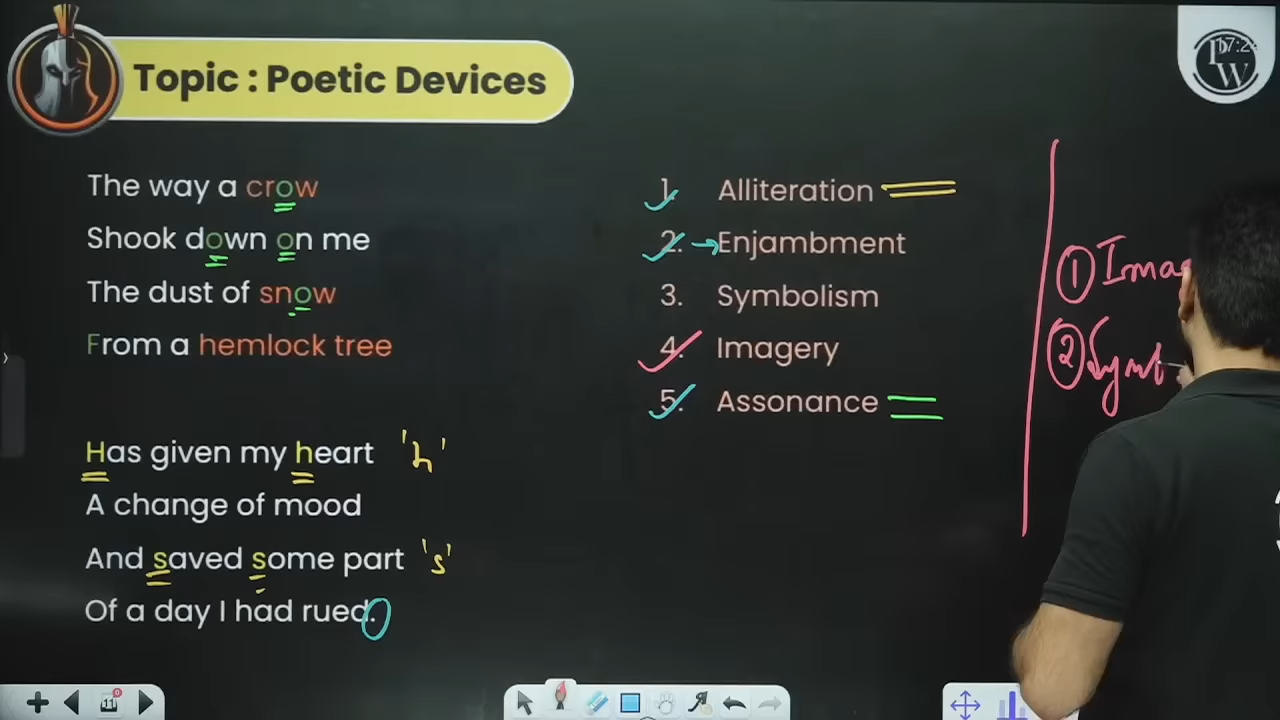 Topic : Poetic Devices
The way a crow
Shook down on me
The dust of snow
From a hemlock tree
Has given my heart 'h'
A change of mood
And saved some part 's'
Of a day I had rued.
1. Alliteration
2. → Enjambment
3. Symbolism
4. Imagery
5. Assonance
① Imag
② Symb
PW
11